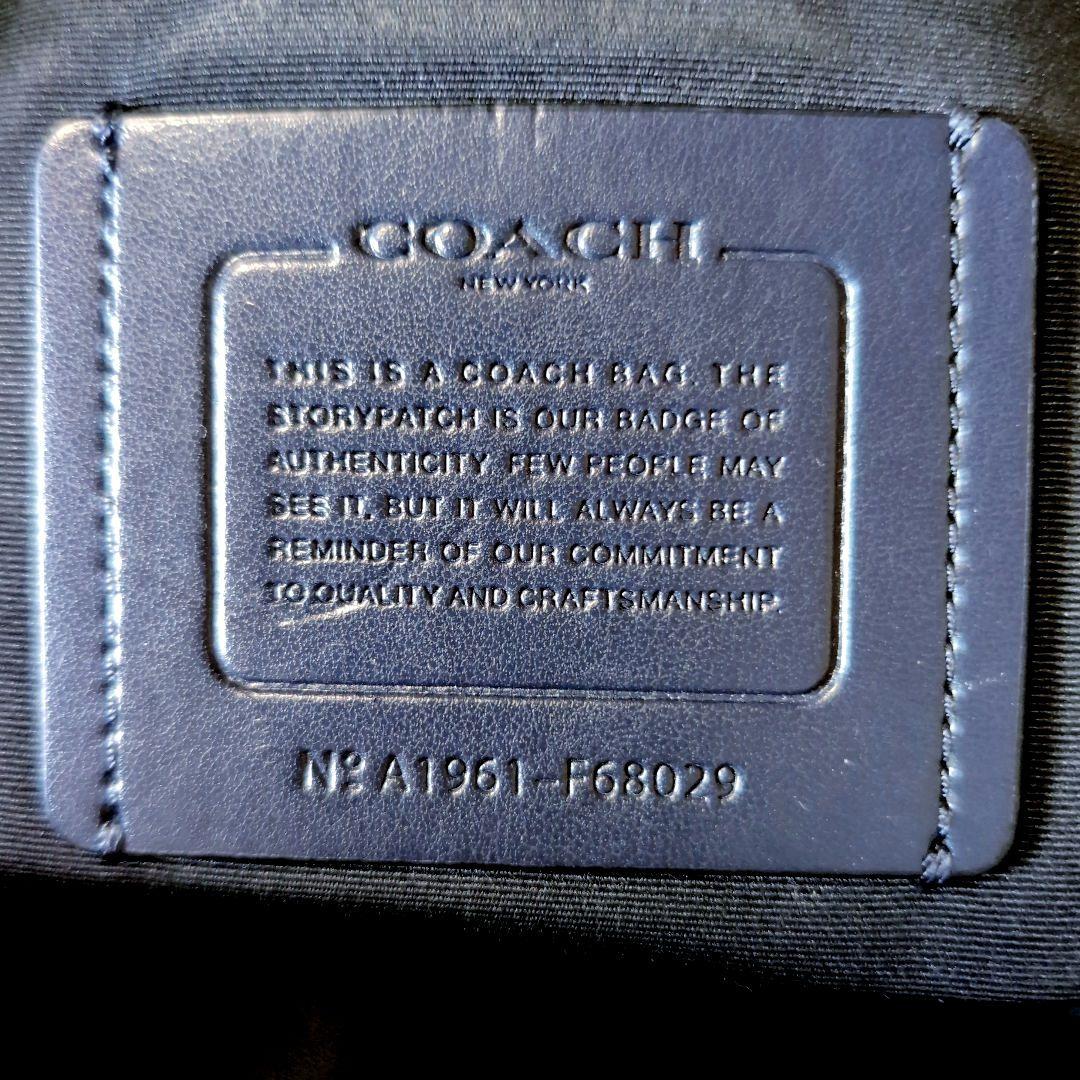 COACH
NEW YORK
THIS IS A COACH BAG. THE
STORYPATCH IS OUR BADGE OF
AUTHENTICITY. FEW PEOPLE MAY
SEE IT. BUT IT WILL ALWAYS BE A
REMINDER OF OUR COMMITMENT
TO QUALITY AND CRAFTSMANSHIP.
Nº A1961-F68029